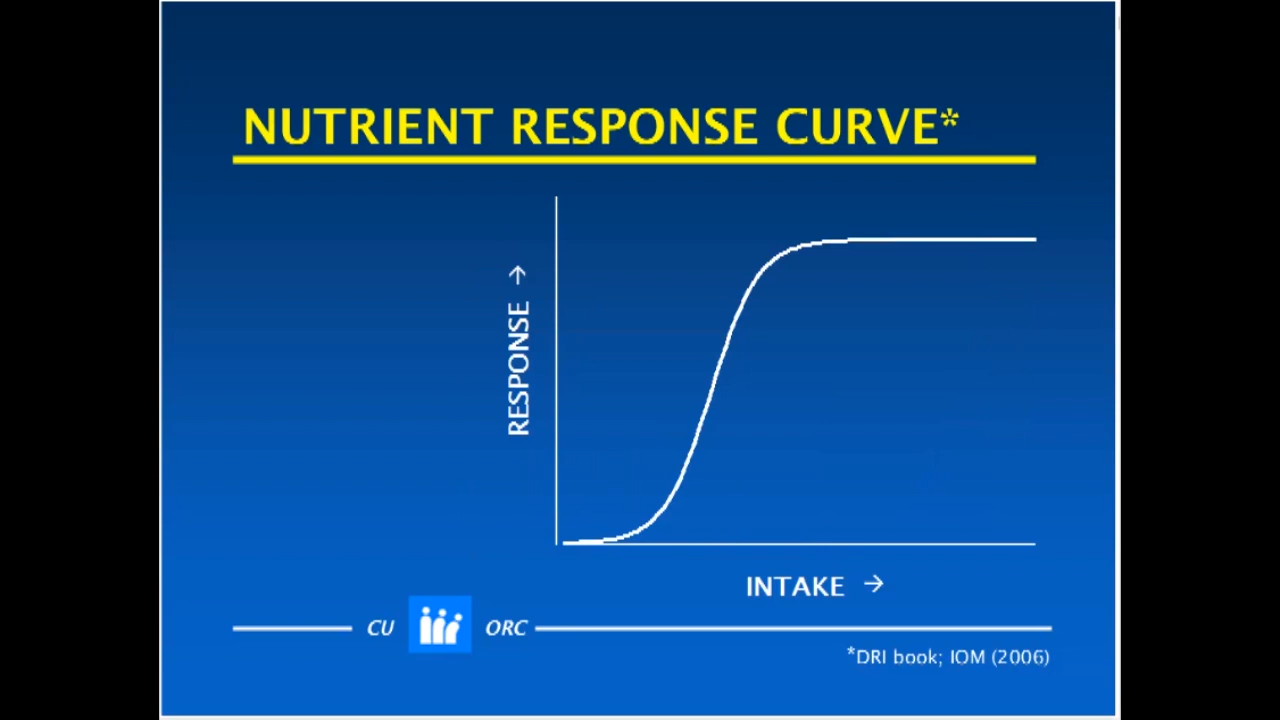 NUTRIENT RESPONSE CURVE*
RESPONSE →
INTAKE →
CU ORC
*DRI book; IOM (2006)